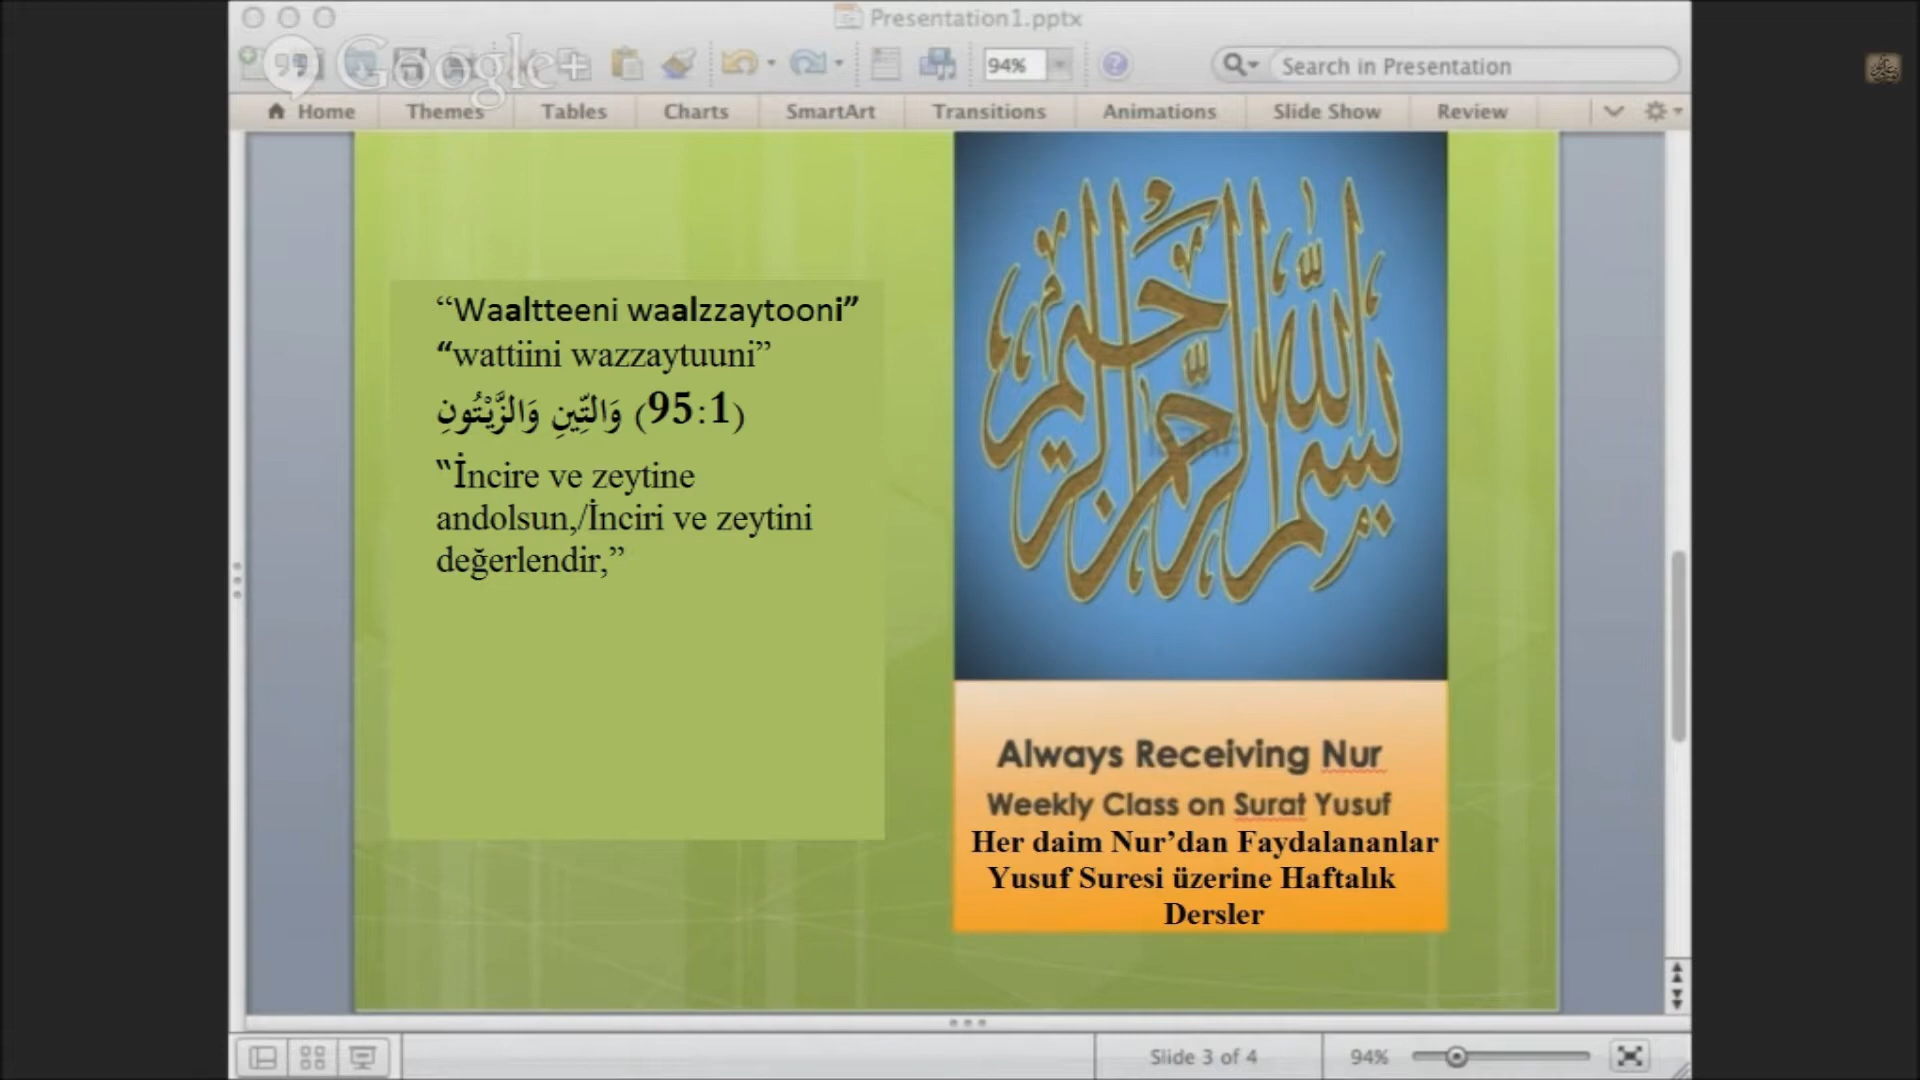 Presentation1.pptx
Google+
94%
Search in Presentation
Home Themes Tables Charts SmartArt Transitions Animations Slide Show Review
“Waaltteeni waalzzaytooni”
“wattiini wazzaytuuni”
وَالتِّينِ وَالزَّيْتُونِ (95:1)
“İncire ve zeytine
andolsun,/İnciri ve zeytini
değerlendir,”
بسم الله الرحمن الرحيم
Always Receiving Nur
Weekly Class on Surat Yusuf
Her daim Nur’dan Faydalananlar
Yusuf Suresi üzerine Haftalık
Dersler
Slide 3 of 4
94%